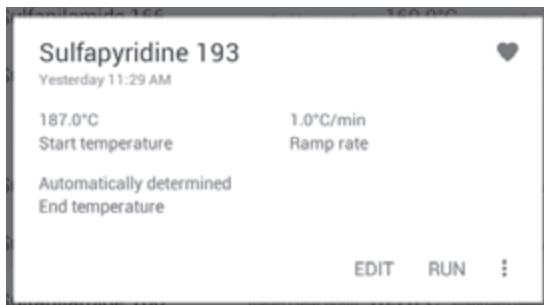 Sulfapyridine 193
Yesterday 11:29 AM
187.0°C 1.0°C/min
Start temperature Ramp rate
Automatically determined
End temperature
EDIT RUN